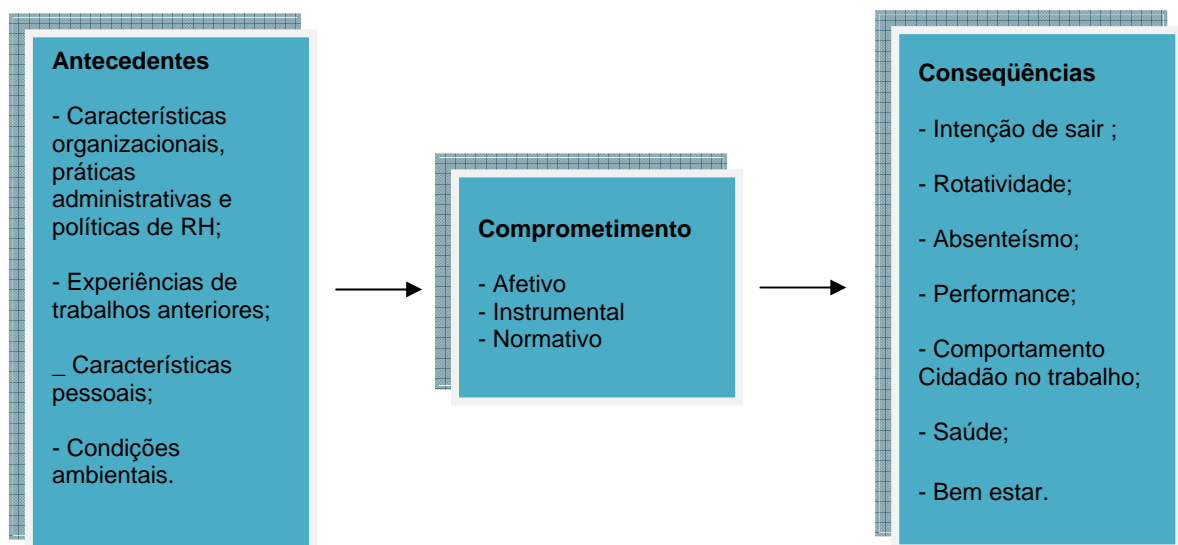 Antecedentes
- Características
organizacionais,
práticas
administrativas e
políticas de RH;
- Experiências de
trabalhos anteriores;
_ Características
pessoais;
- Condições
ambientais.
Comprometimento
- Afetivo
- Instrumental
- Normativo
Conseqüências
- Intenção de sair ;
- Rotatividade;
- Absenteísmo;
- Performance;
- Comportamento
Cidadão no trabalho;
- Saúde;
- Bem estar.